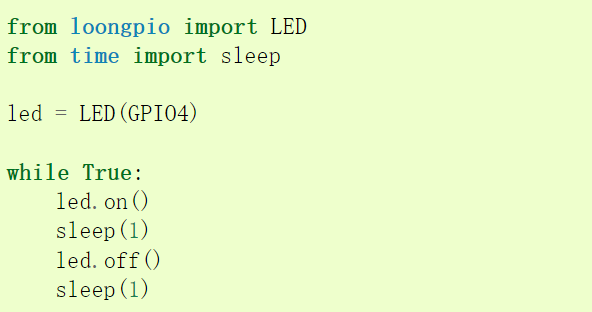 from loongpio import LED
from time import sleep

led = LED(GPIO4)

while True:
    led.on()
    sleep(1)
    led.off()
    sleep(1)